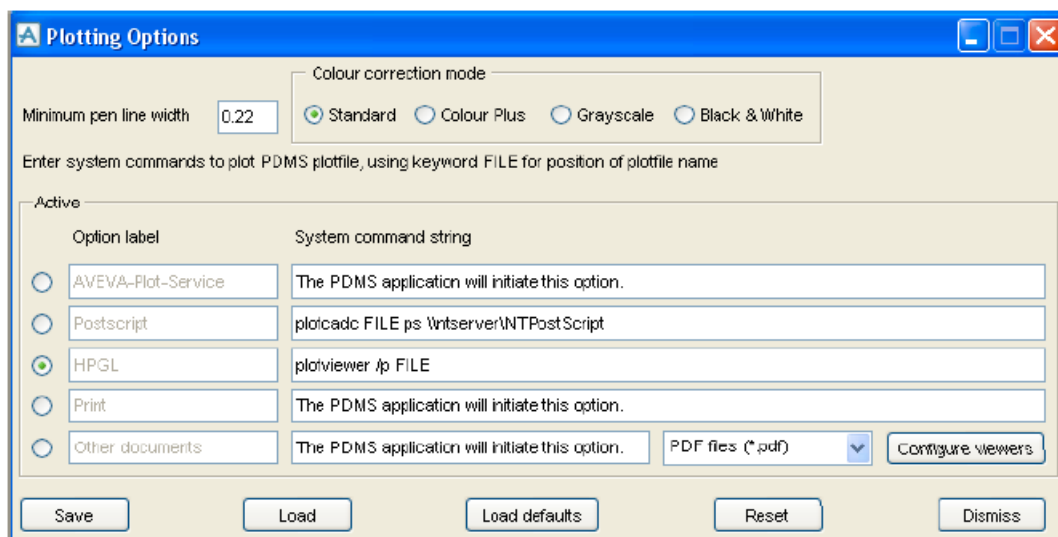 Plotting Options
Colour correction mode
Minimum pen line width 0.22 Standard Colour Plus Grayscale Black & White
Enter system commands to plot PDMS plotfile, using keyword FILE for position of plotfile name
Active
Option label System command string
AVEVA-Plot-Service The PDMS application will initiate this option.
Postscript plotcadc FILE ps \\ntserver\NTPostScript
HPGL plotviewer /p FILE
Print The PDMS application will initiate this option.
Other documents The PDMS application will initiate this option. PDF files (*.pdf) Configure viewers
Save Load Load defaults Reset Dismiss